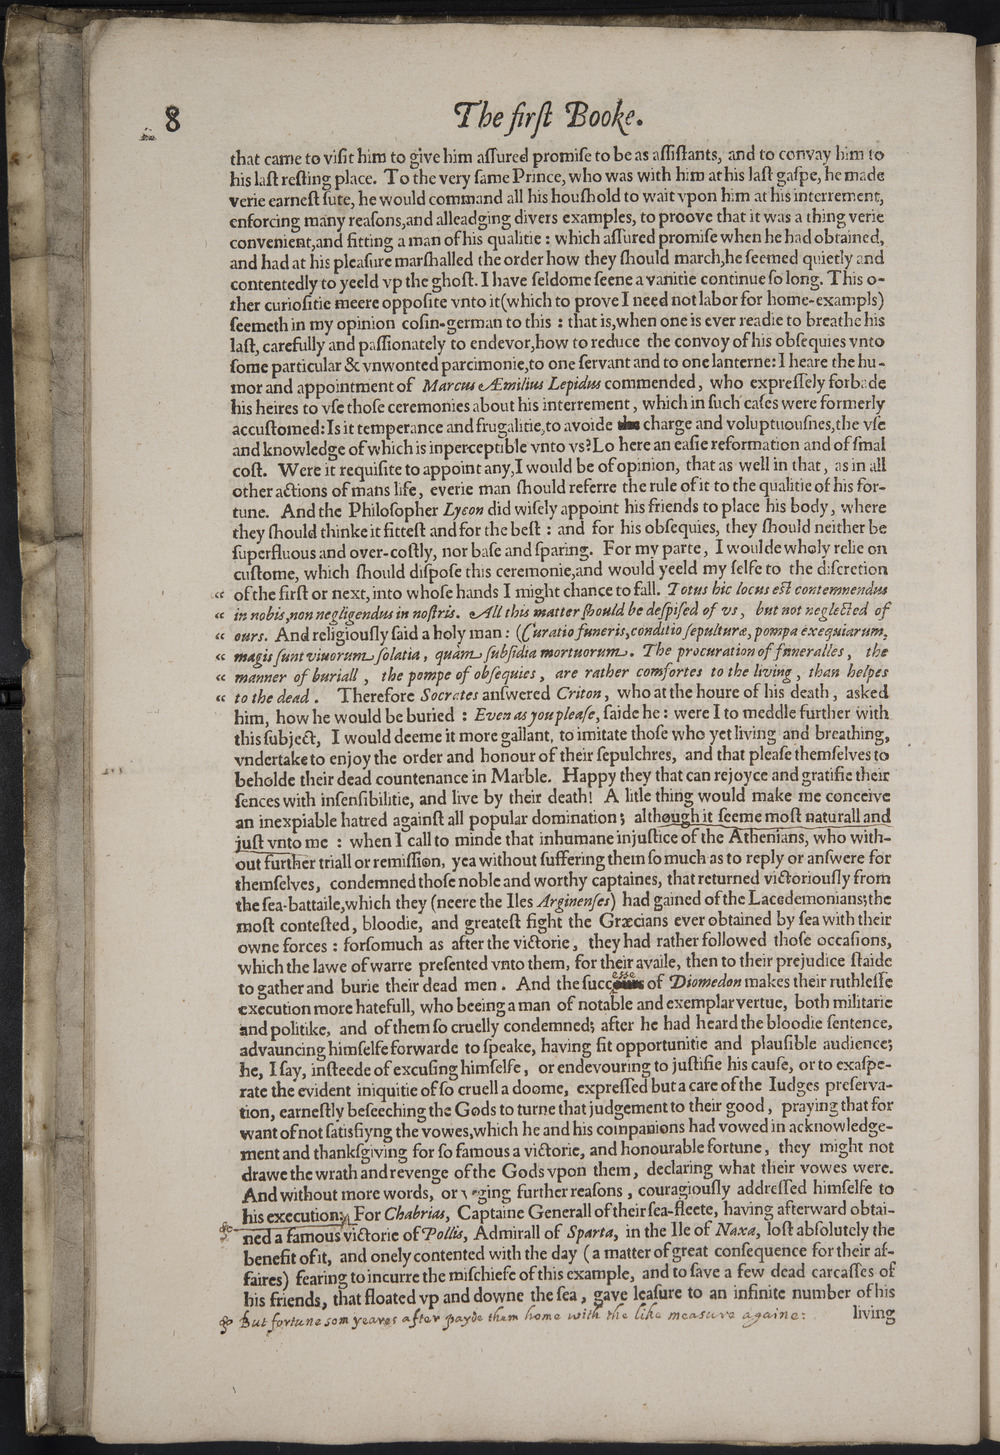 8 The firſt Booke.
that came to viſit him to give him aſſured promiſe to be as aſſiſtants, and to convay him to
his laſt reſting place. To the very ſame Prince, who was with him at his laſt gaſpe, he made
verie earneſt ſute, he would command all his houſhold to wait vpon him at his interrement,
enforcing many reaſons,and alleadging divers examples, to proove that it was a thing verie
convenient,and fitting a man of his qualitie : which aſſured promiſe when he had obtained,
and had at his pleaſure marſhalled the order how they ſhould march,he ſeemed quietly and
contentedly to yeeld vp the ghoſt. I have ſeldome ſeene a vanitie continue ſo long. This o-
ther curioſitie meere oppoſite vnto it(which to prove I need not labor for home-exampls)
ſeemeth in my opinion coſin-german to this : that is,when one is ever readie to breathe his
laſt, carefully and paſſionately to endevor,how to reduce the convoy of his obſequies vnto
ſome particular & vnwonted parcimonie,to one ſervant and to one lanterne: I heare the hu-
mor and appointment of Marcus Æmilius Lepidus commended, who expreſſely forbade
his heires to vſe thoſe ceremonies about his interrement, which in ſuch caſes were formerly
accuſtomed: Is it temperance and frugalitie,to avoide charge and voluptuouſnes,the vſe
and knowledge of which is inperceptible vnto vs? Lo here an eaſie reformation and of ſmal
coſt. Were it requiſite to appoint any,I would be of opinion, that as well in that, as in all
other actions of mans life, everie man ſhould referre the rule of it to the qualitie of his for-
tune. And the Philoſopher Lycon did wiſely appoint his friends to place his body, where
they ſhould thinke it fitteſt and for the beſt : and for his obſequies, they ſhould neither be
ſuperfluous and over-coſtly, nor baſe and ſparing. For my parte, I woulde wholy relie on
cuſtome, which ſhould diſpoſe this ceremonie,and would yeeld my ſelfe to the diſcretion
“ of the firſt or next, into whoſe hands I might chance to fall. Totus hic locus eſt contemnendus
“ in nobis,non negligendus in noſtris. All this matter ſhould be deſpiſed of vs, but not neglected of
“ ours. And religiouſly ſaid a holy man : (Curatio funeris,conditio ſepulturæ, pompa exequiarum,
“ magis ſunt viuorum ſolatia, quàm ſubſidia mortuorum. The procuration of funeralles, the
“ manner of buriall, the pompe of obſequies, are rather comfortes to the living, than helpes
“ to the dead. Therefore Socrates anſwered Criton, who at the houre of his death, asked
him, how he would be buried : Even as you pleaſe, ſaide he : were I to meddle further with
this ſubject, I would deeme it more gallant, to imitate thoſe who yet living and breathing,
vndertake to enjoy the order and honour of their ſepulchres, and that pleaſe themſelves to
beholde their dead countenance in Marble. Happy they that can rejoyce and gratifie their
ſences with inſenſibilitie, and live by their death! A litle thing would make me conceive
an inexpiable hatred againſt all popular domination; although it ſeeme moſt naturall and
juſt vnto me : when I call to minde that inhumane injuſtice of the Athenians, who with-
out further triall or remiſſion, yea without ſuffering them ſo much as to reply or anſwere for
themſelves, condemned thoſe noble and worthy captaines, that returned victoriouſly from
the ſea-battaile,which they (neere the Iles Arginenſes) had gained of the Lacedemonians;the
moſt conteſted, bloodie, and greateſt fight the Græcians ever obtained by ſea with their
owne forces : forſomuch as after the victorie, they had rather followed thoſe occaſions,
which the lawe of warre preſented vnto them, for their availe, then to their prejudice ſtaide
to gather and burie their dead men. And the ſuccesse of Diomedon makes their ruthleſſe
execution more hatefull, who beeing a man of notable and exemplar vertue, both militarie
and politike, and of them ſo cruelly condemned; after he had heard the bloodie ſentence,
advauncing himſelfe forwarde to ſpeake, having fit opportunitie and plauſible audience;
he, I ſay, inſteede of excuſing himſelfe, or endevouring to juſtifie his cauſe, or to exaſpe-
rate the evident iniquitie of ſo cruell a doome, expreſſed but a care of the Iudges preſerva-
tion, earneſtly beſeeching the Gods to turne that judgement to their good, praying that for
want of not ſatisfiyng the vowes,which he and his companions had vowed in acknowledge-
ment and thankſgiving for ſo famous a victorie, and honourable fortune, they might not
drawe the wrath and revenge of the Gods vpon them, declaring what their vowes were.
And without more words, or vrging further reaſons, couragiouſly addreſſed himſelfe to
his execution; For Chabrias, Captaine Generall of their ſea-fleete, having afterward obtai-
ned a famous victorie of Pollis, Admirall of Sparta, in the Ile of Naxa, loſt abſolutely the
benefit of it, and onely contented with the day (a matter of great conſequence for their af-
faires) fearing to incurre the miſchiefe of this example, and to ſave a few dead carcaſſes of
his friends, that floated vp and downe the ſea, gave leaſure to an infinite number of his
living
But fortune som yeares after payde them home with the like measure againe: